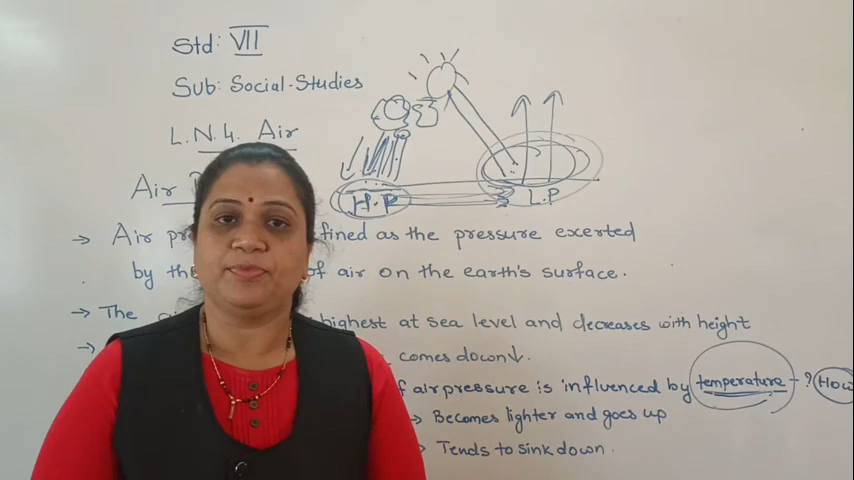 Std: VII
Sub: Social-Studies
L.N.4. Air
Air
H.P
L.P
⇒ Air fined as the pressure exerted
by the of air on the earth's surface.
⇒ The highest at sea level and decreases with height
⇒ comes down↓.
f air pressure is influenced by temperature - ? How
→ Becomes lighter and goes up
→ Tends to sink down.